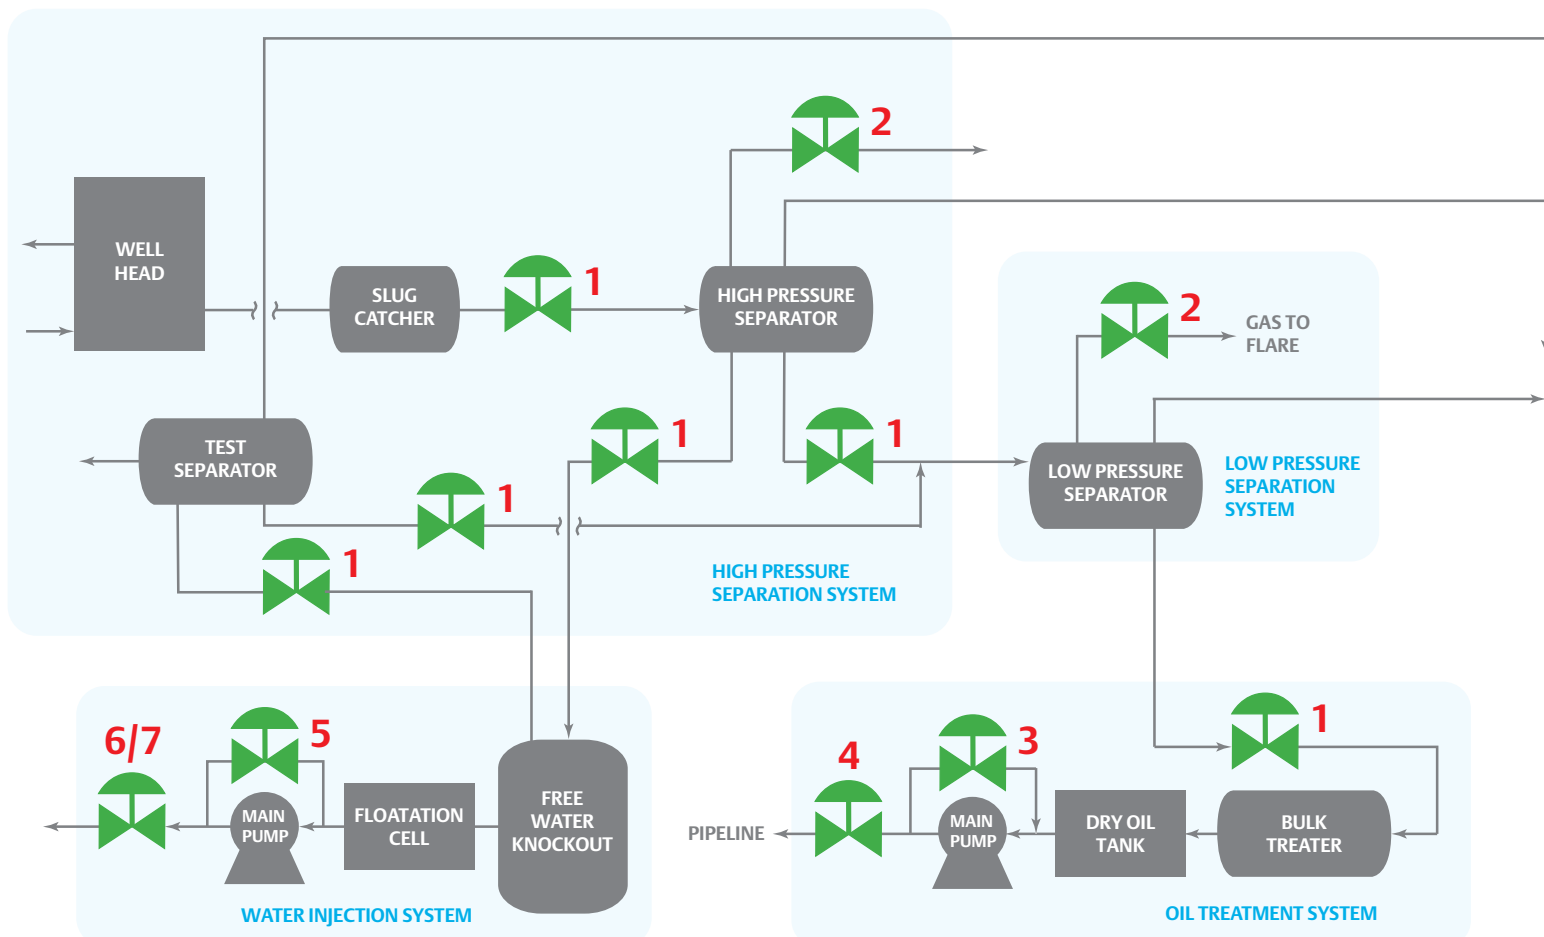 2
WELL
HEAD
SLUG
CATCHER
1
HIGH PRESSURE
SEPARATOR
2
GAS TO
FLARE
TEST
SEPARATOR
1
1
1
1
LOW PRESSURE
SEPARATOR
LOW PRESSURE
SEPARATION
SYSTEM
HIGH PRESSURE
SEPARATION SYSTEM
6/7
5
MAIN
PUMP
FLOATATION
CELL
FREE
WATER
KNOCKOUT
WATER INJECTION SYSTEM
PIPELINE
4
3
MAIN
PUMP
DRY OIL
TANK
BULK
TREATER
1
OIL TREATMENT SYSTEM